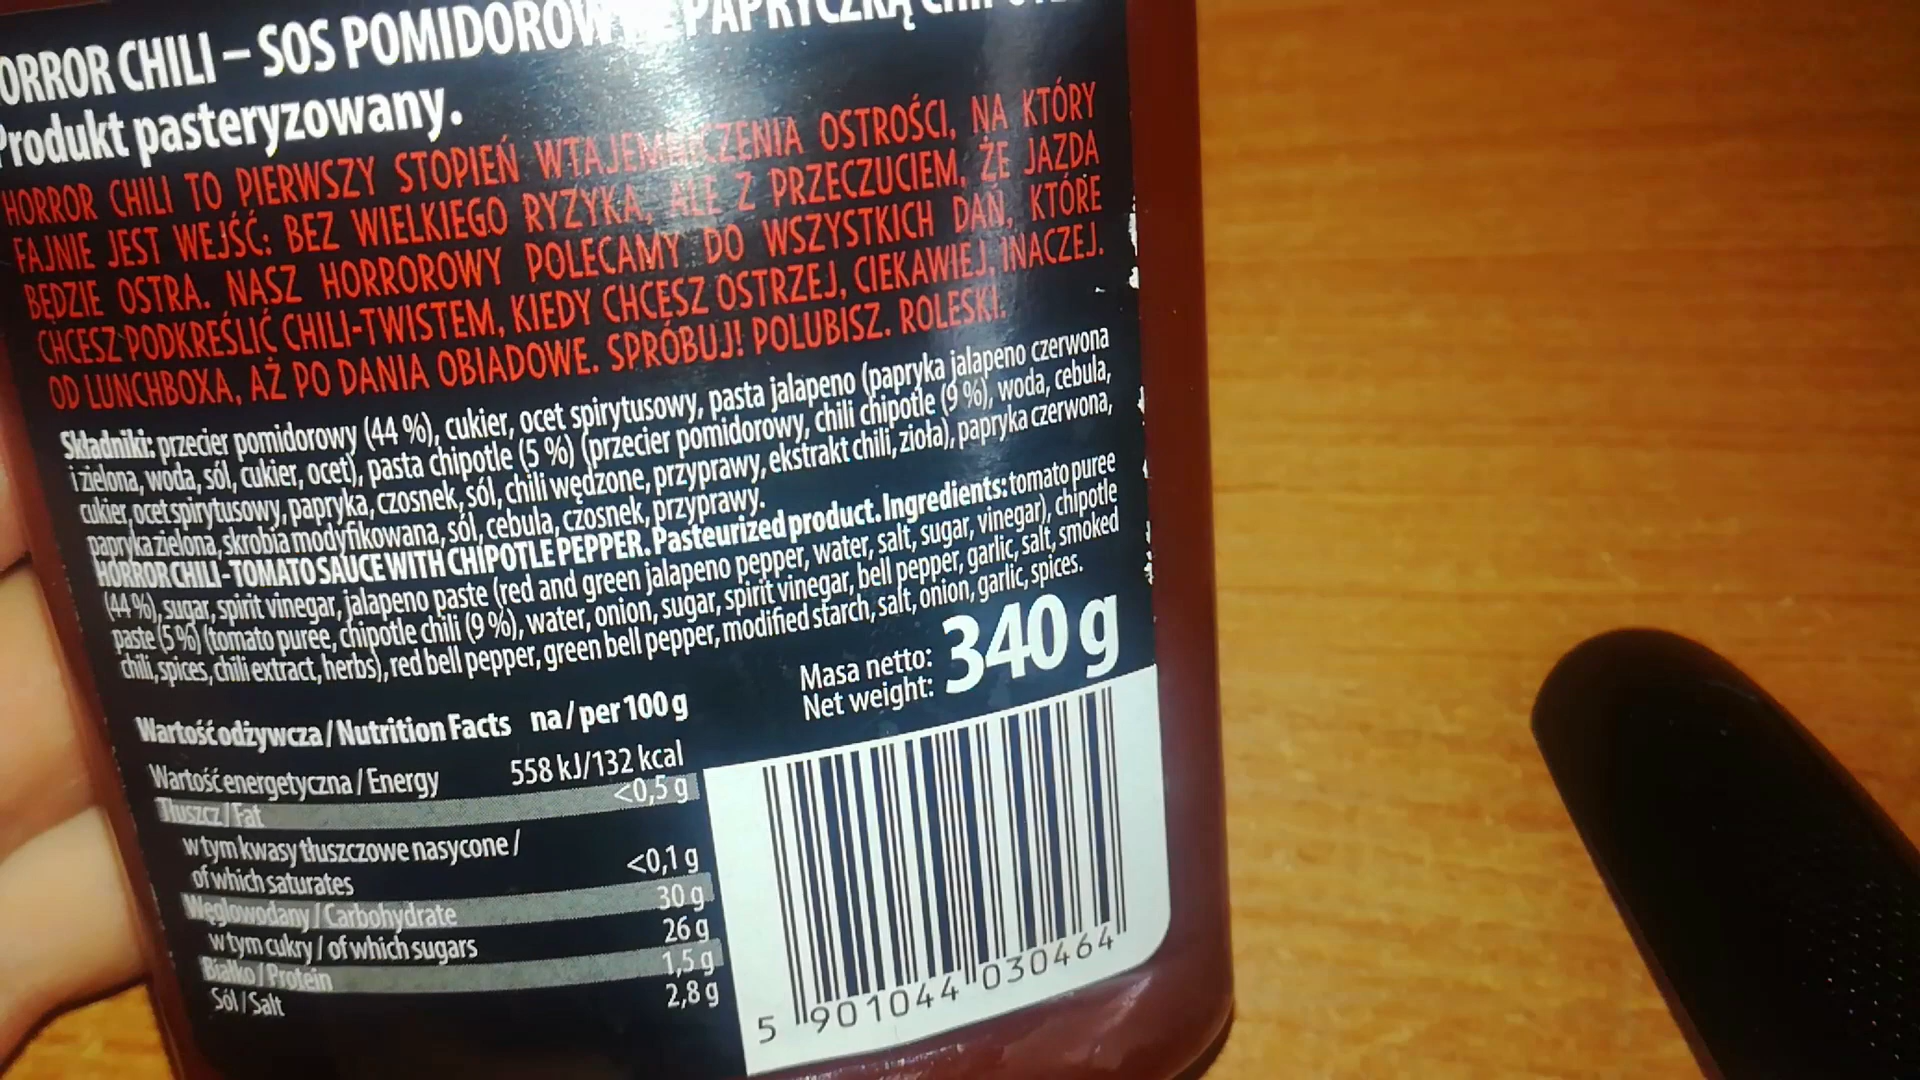 ORROR CHILI – SOS POMIDOROW PAPRYCZKĄ
Produkt pasteryzowany.
HORROR CHILI TO PIERWSZY STOPIEŃ WTAJEMNICZENIA OSTROŚCI, NA KTÓRY
FAJNIE JEST WEJŚĆ: BEZ WIELKIEGO RYZYKA, ALE Z PRZECZUCIEM, ŻE JAZDA
BĘDZIE OSTRA. NASZ HORROROWY POLECAMY DO WSZYSTKICH DAŃ, KTÓRE
CHCESZ PODKREŚLIĆ CHILI-TWISTEM, KIEDY CHCESZ OSTRZEJ, CIEKAWIEJ, INACZEJ.
OD LUNCHBOXA, AŻ PO DANIA OBIADOWE. SPRÓBUJ! POLUBISZ. ROLESKI.
Składniki: przecier pomidorowy (44 %), cukier, ocet spirytusowy, pasta jalapeno (papryka jalapeno czerwona
i zielona, woda, sól, cukier, ocet), pasta chipotle (5 %) (przecier pomidorowy, chili chipotle (9 %), woda, cebula,
cukier, ocet spirytusowy, papryka, czosnek, sól, chili wędzone, przyprawy, ekstrakt chili, zioła), papryka czerwona,
papryka zielona, skrobia modyfikowana, sól, cebula, czosnek, przyprawy.
HORROR CHILI - TOMATO SAUCE WITH CHIPOTLE PEPPER. Pasteurized product. Ingredients: tomato puree
(44 %), sugar, spirit vinegar, jalapeno paste (red and green jalapeno pepper, water, salt, sugar, vinegar), chipotle
paste (5 %) (tomato puree, chipotle chili (9 %), water, onion, sugar, spirit vinegar, bell pepper, garlic, salt, smoked
chili, spices, chili extract, herbs), red bell pepper, green bell pepper, modified starch, salt, onion, garlic, spices.
Masa netto:
Net weight: 340 g
Wartość odżywcza / Nutrition Facts na / per 100 g
Wartość energetyczna / Energy 558 kJ/132 kcal
Tłuszcz / Fat <0,5 g
w tym kwasy tłuszczowe nasycone /
of which saturates <0,1 g
Węglowodany / Carbohydrate 30 g
w tym cukry / of which sugars 26 g
Białko / Protein 1,5 g
Sól / Salt 2,8 g
5 901044 030464